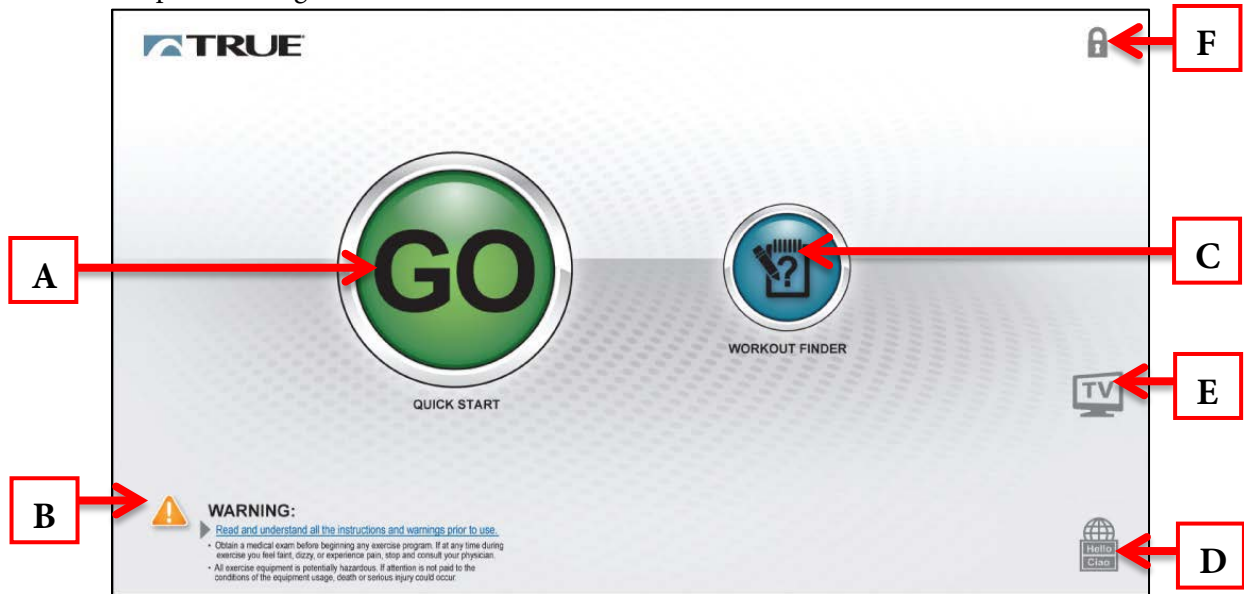 TRUE
F
GO
?
A
C
WORKOUT FINDER
TV
E
QUICK START
B
WARNING:
Read and understand all the instructions and warnings prior to use.
• Obtain a medical exam before beginning any exercise program. If at any time during
exercise you feel faint, dizzy, or experience pain, stop and consult your physician.
• All exercise equipment is potentially hazardous. If attention is not paid to the
conditions of the equipment usage, death or serious injury could occur.
Hello
Ciao
D